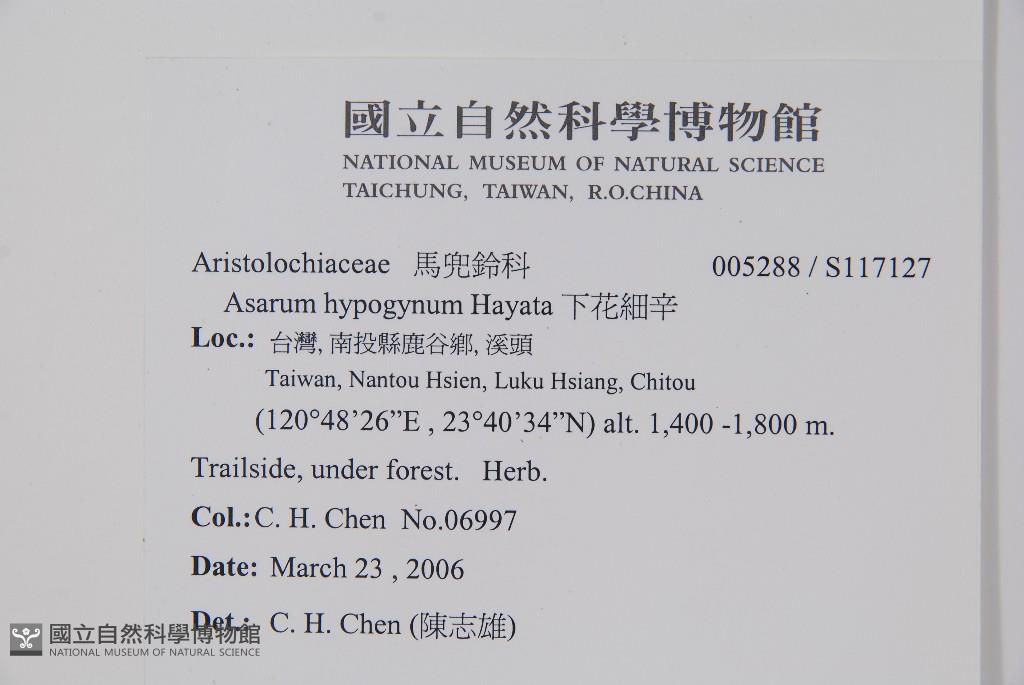 國立自然科學博物館
NATIONAL MUSEUM OF NATURAL SCIENCE
TAICHUNG, TAIWAN, R.O.CHINA
Aristolochiaceae 馬兜鈴科 005288 / S117127
Asarum hypogynum Hayata 下花細辛
Loc.: 台灣, 南投縣鹿谷鄉, 溪頭
Taiwan, Nantou Hsien, Luku Hsiang, Chitou
(120°48’26”E , 23°40’34”N) alt. 1,400 -1,800 m.
Trailside, under forest. Herb.
Col.: C. H. Chen No.06997
Date: March 23 , 2006
Det.: C. H. Chen (陳志雄)
國立自然科學博物館
NATIONAL MUSEUM OF NATURAL SCIENCE